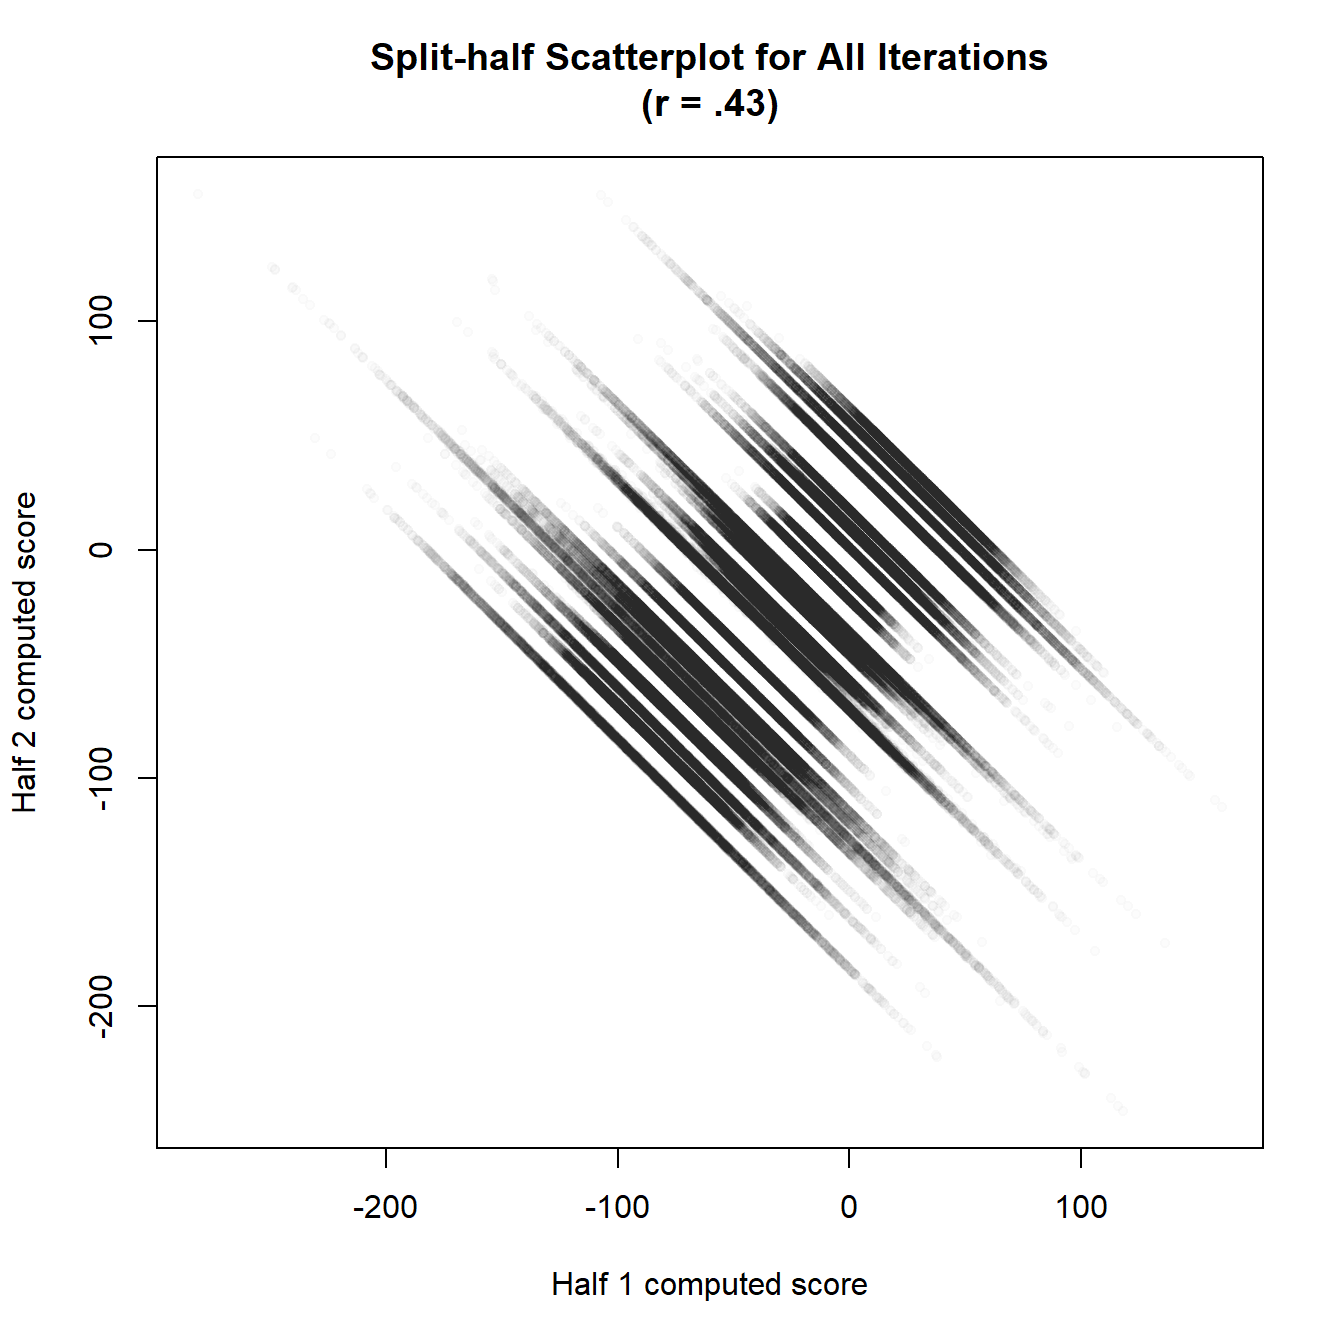 Split-half Scatterplot for All Iterations
(r = .43)
Half 2 computed score
100
0
-100
-200
-200
-100
0
100
Half 1 computed score